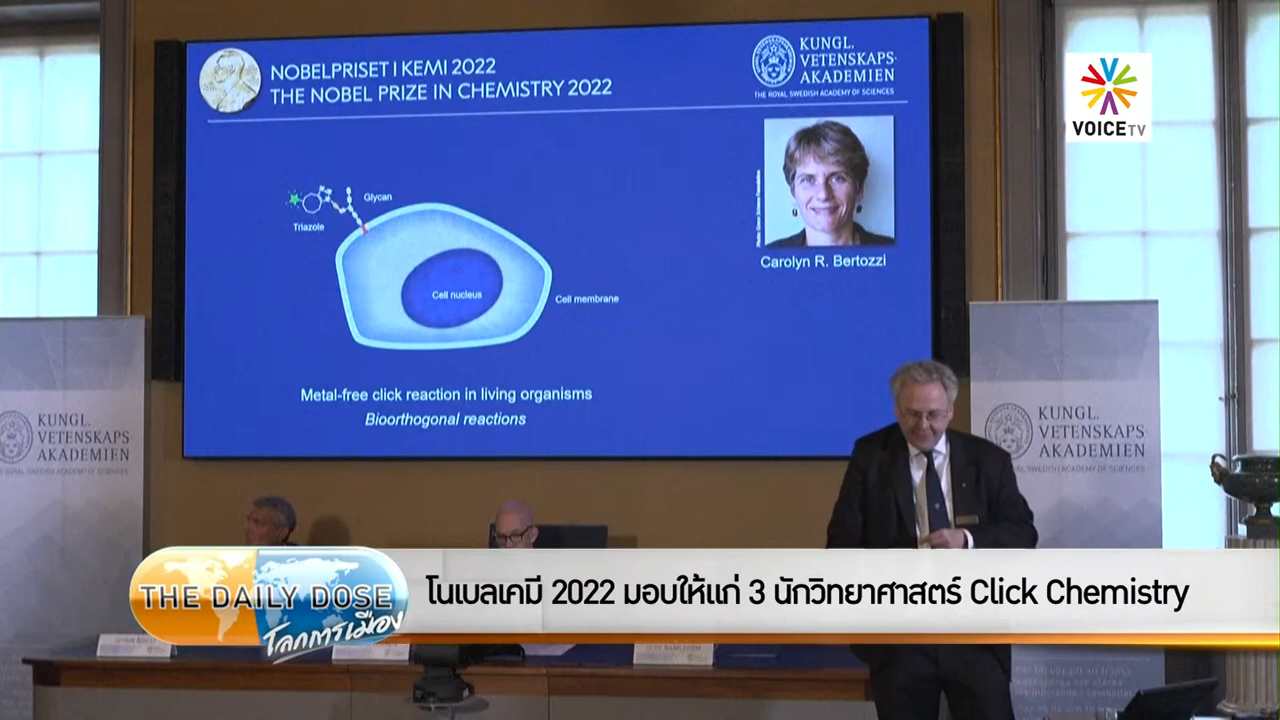 NOBELPRISET I KEMI 2022
THE NOBEL PRIZE IN CHEMISTRY 2022
KUNGL.
VETENSKAPS-
AKADEMIEN
THE ROYAL SWEDISH ACADEMY OF SCIENCES
VOICE TV
Glycan
Triazole
Cell nucleus
Cell membrane
Carolyn R. Bertozzi
Metal-free click reaction in living organisms
Bioorthogonal reactions
KUNGL.
VETENSKAPS-
AKADEMIEN
ROYAL SWEDISH ACADEMY OF SCIENCES
KUNGL.
VETENSKAPS-
AKADEMIEN
ROYAL SWEDISH ACADEMY OF SCIENCES
THE DAILY DOSE
โลกการเมือง
โนเบลเคมี 2022 มอบให้แก่ 3 นักวิทยาศาสตร์ Click Chemistry